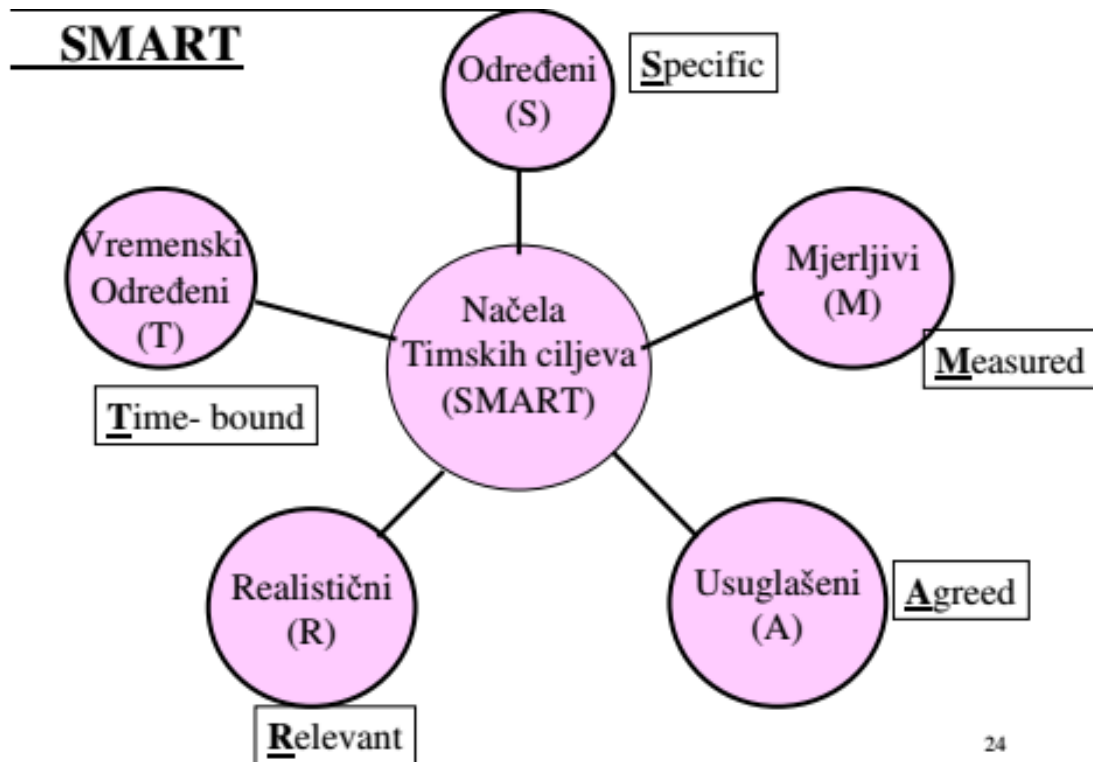 SMART
Određeni
(S)
Specific
Mjerljivi
(M)
Measured
Vremenski
Određeni
(T)
Time- bound
Načela
Timskih ciljeva
(SMART)
Realistični
(R)
Relevant
Usuglašeni
(A)
Agreed
24